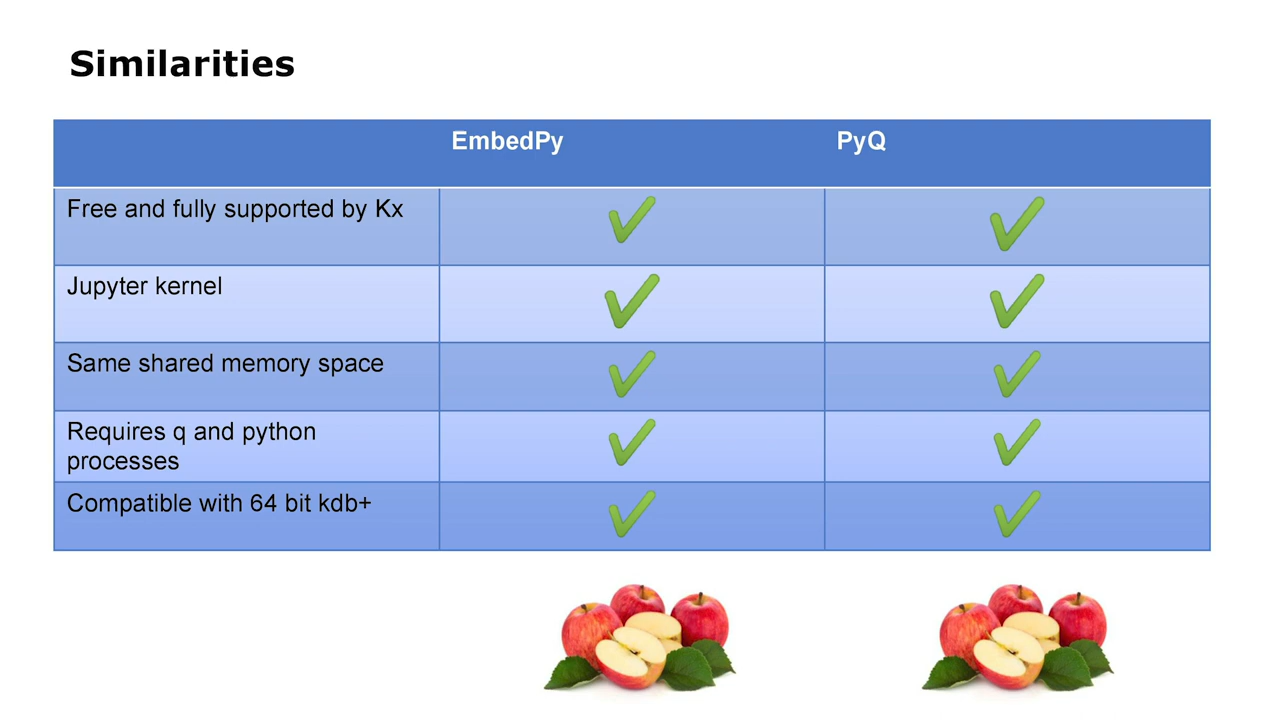 Similarities
EmbedPy
PyQ
Free and fully supported by Kx
Jupyter kernel
Same shared memory space
Requires q and python
processes
Compatible with 64 bit kdb+